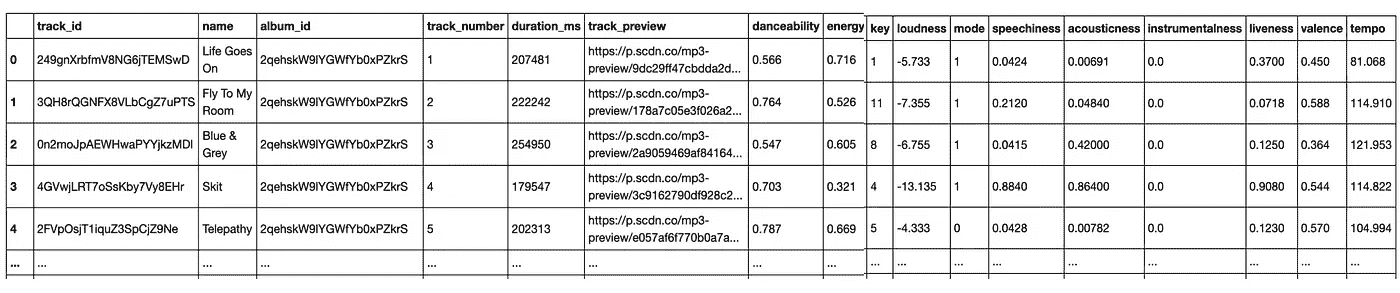 track_id name album_id track_number duration_ms track_preview danceability energy key loudness mode speechiness acousticness instrumentalness liveness valence tempo
Life Goes https://p.scdn.co/mp3-
0 249gnXrbfmV8NG6jTEMSwD 2qehskW9lYGWfYb0xPZkrS 1 207481 0.566 0.716 1 -5.733 1 0.0424 0.00691 0.0 0.3700 0.450 81.068
On preview/9dc29ff47cbdda2d...
Fly To My https://p.scdn.co/mp3-
1 3QH8rQGNFX8VLbCgZ7uPTS 2qehskW9lYGWfYb0xPZkrS 2 222242 0.764 0.526 11 -7.355 1 0.2120 0.04840 0.0 0.0718 0.588 114.910
Room preview/178a7c05e3f026a2...
Blue & https://p.scdn.co/mp3-
2 0n2moJpAEWHwaPYYjkzMDl 2qehskW9lYGWfYb0xPZkrS 3 254950 0.547 0.605 8 -6.755 1 0.0415 0.42000 0.0 0.1250 0.364 121.953
Grey preview/2a9059469af84164...
https://p.scdn.co/mp3-
3 4GVwjLRT7oSsKby7Vy8EHr Skit 2qehskW9lYGWfYb0xPZkrS 4 179547 0.703 0.321 4 -13.135 1 0.8840 0.86400 0.0 0.9080 0.544 114.822
preview/3c9162790df928c2...
https://p.scdn.co/mp3-
4 2FVpOsjT1iquZ3SpCjZ9Ne Telepathy 2qehskW9lYGWfYb0xPZkrS 5 202313 0.787 0.669 5 -4.333 0 0.0428 0.00782 0.0 0.1230 0.570 104.994
preview/e057af6f770b0a7a...
... ... ... ... ... ... ... ... ... ... ... ... ... ... ... ... ... ...